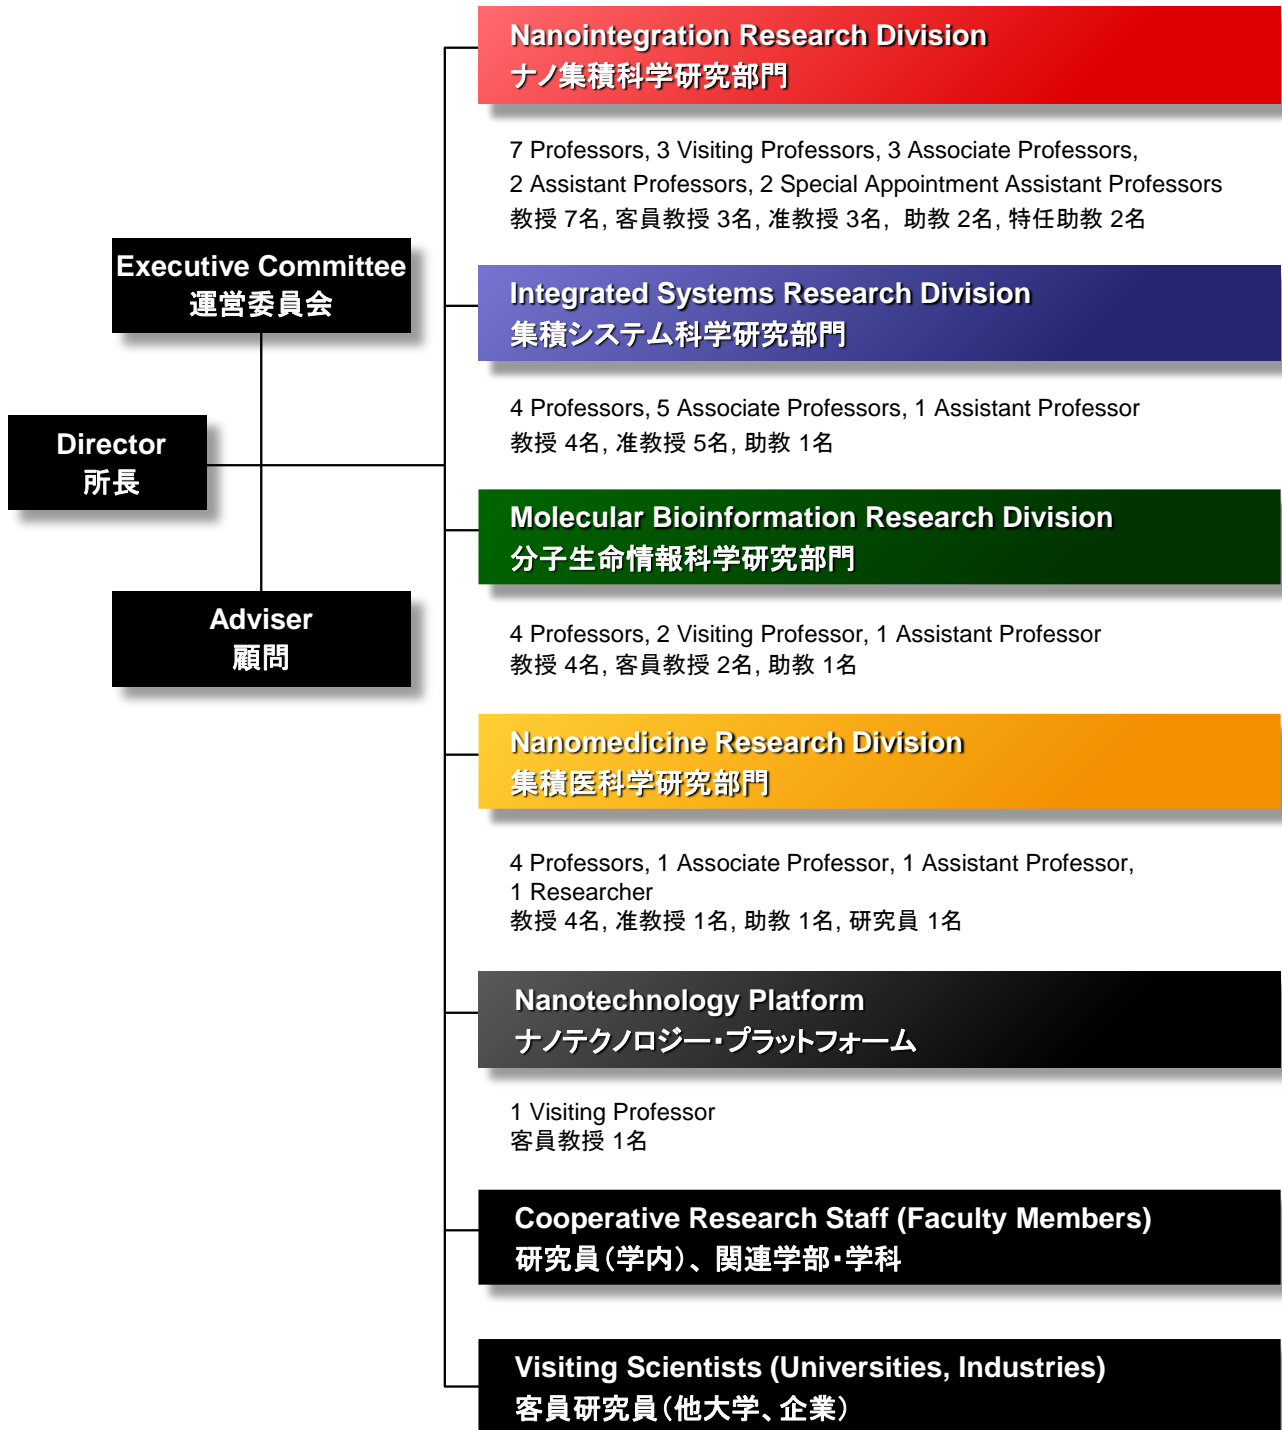 Nanointegration Research Division
ナノ集積科学研究部門
7 Professors, 3 Visiting Professors, 3 Associate Professors,
2 Assistant Professors, 2 Special Appointment Assistant Professors
教授 7名, 客員教授 3名, 准教授 3名, 助教 2名, 特任助教 2名
Executive Committee
運営委員会
Integrated Systems Research Division
集積システム科学研究部門
4 Professors, 5 Associate Professors, 1 Assistant Professor
教授 4名, 准教授 5名, 助教 1名
Director
所長
Molecular Bioinformation Research Division
分子生命情報科学研究部門
Adviser
顧問
4 Professors, 2 Visiting Professor, 1 Assistant Professor
教授 4名, 客員教授 2名, 助教 1名
Nanomedicine Research Division
集積医科学研究部門
4 Professors, 1 Associate Professor, 1 Assistant Professor,
1 Researcher
教授 4名, 准教授 1名, 助教 1名, 研究員 1名
Nanotechnology Platform
ナノテクノロジー・プラットフォーム
1 Visiting Professor
客員教授 1名
Cooperative Research Staff (Faculty Members)
研究員(学内)、関連学部・学科
Visiting Scientists (Universities, Industries)
客員研究員(他大学、企業)